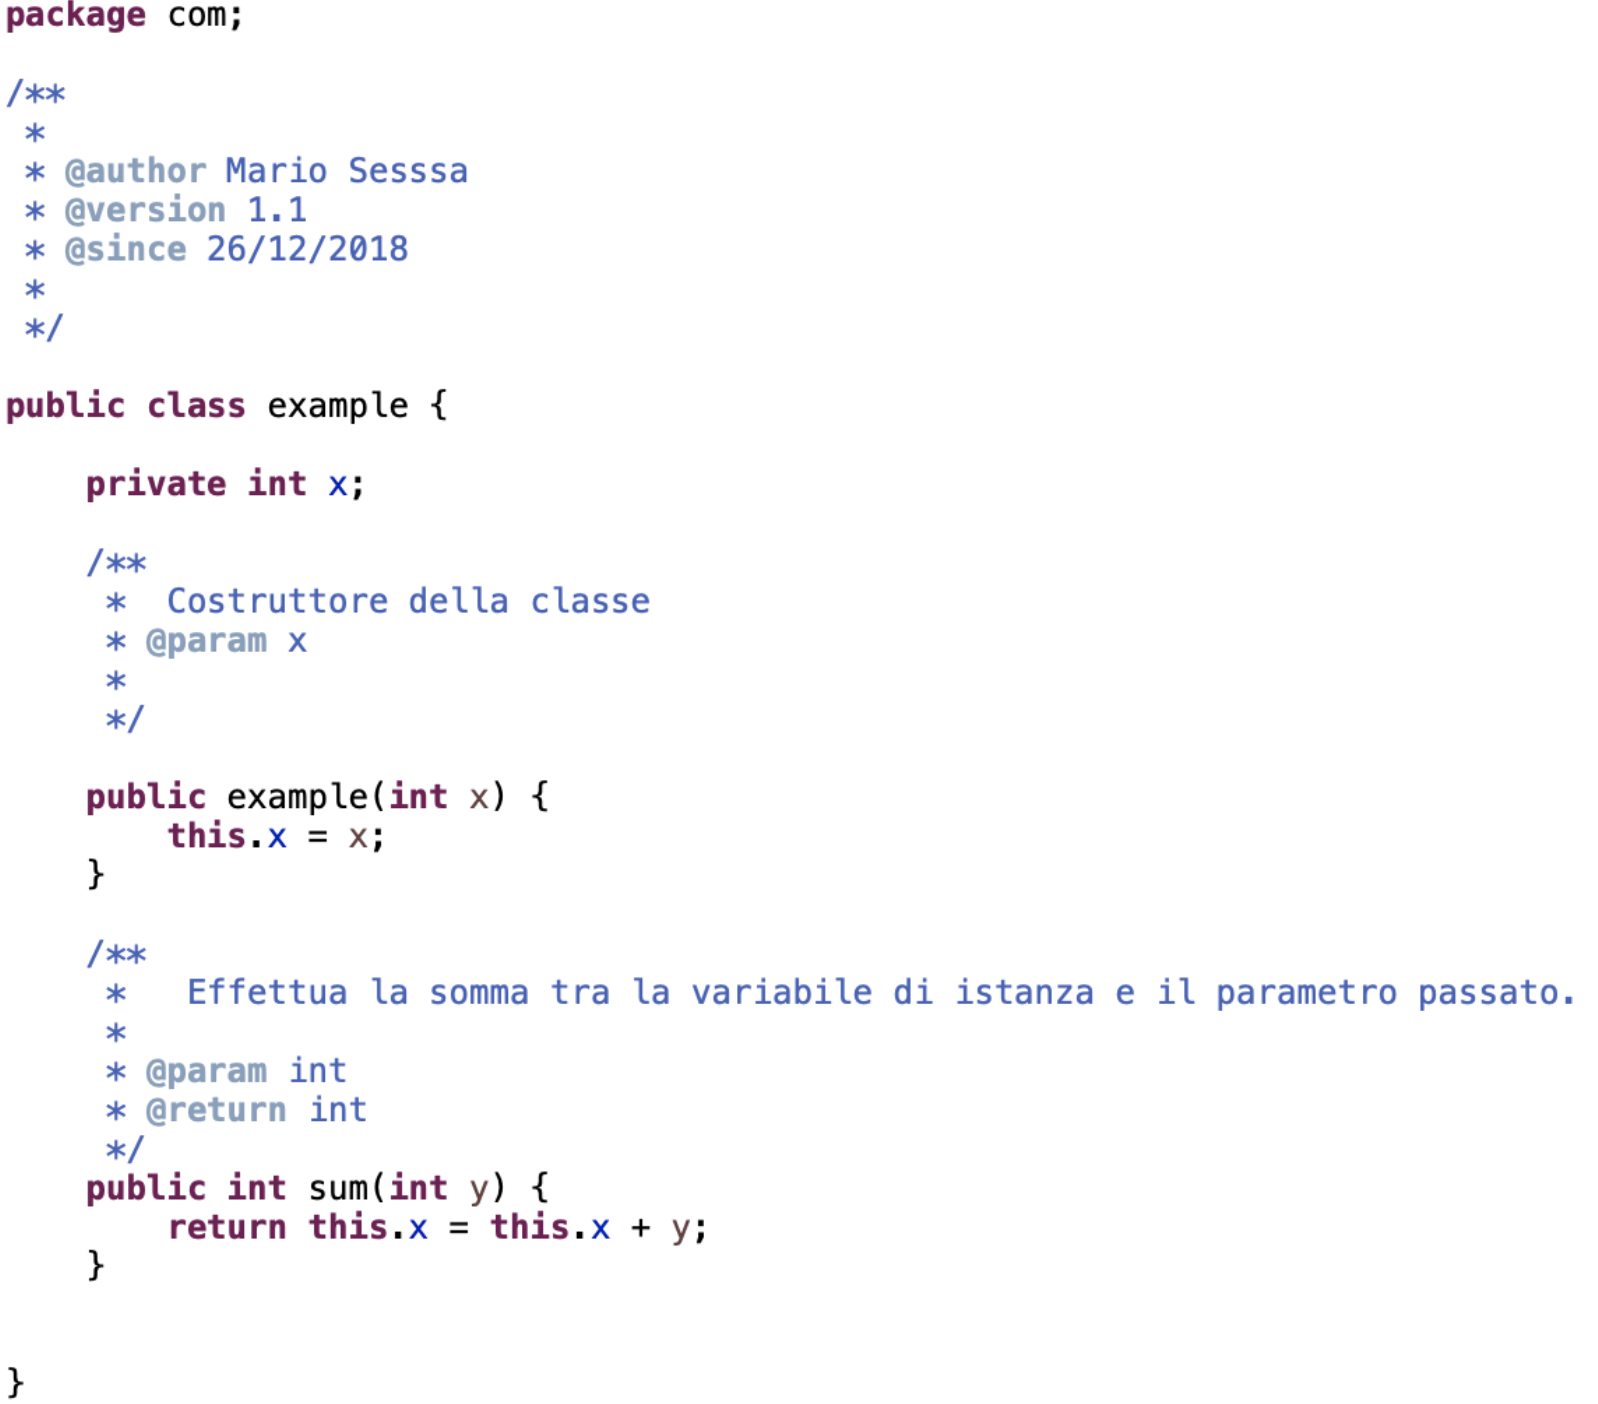 package com;
/**
 *
 * @author Mario Sesssa
 * @version 1.1
 * @since 26/12/2018
 *
 */
public class example {
    private int x;
    /**
     *  Costruttore della classe
     * @param x
     *
     */
    public example(int x) {
        this.x = x;
    }
    /**
     *   Effettua la somma tra la variabile di istanza e il parametro passato.
     *
     * @param int
     * @return int
     */
    public int sum(int y) {
        return this.x = this.x + y;
    }
}